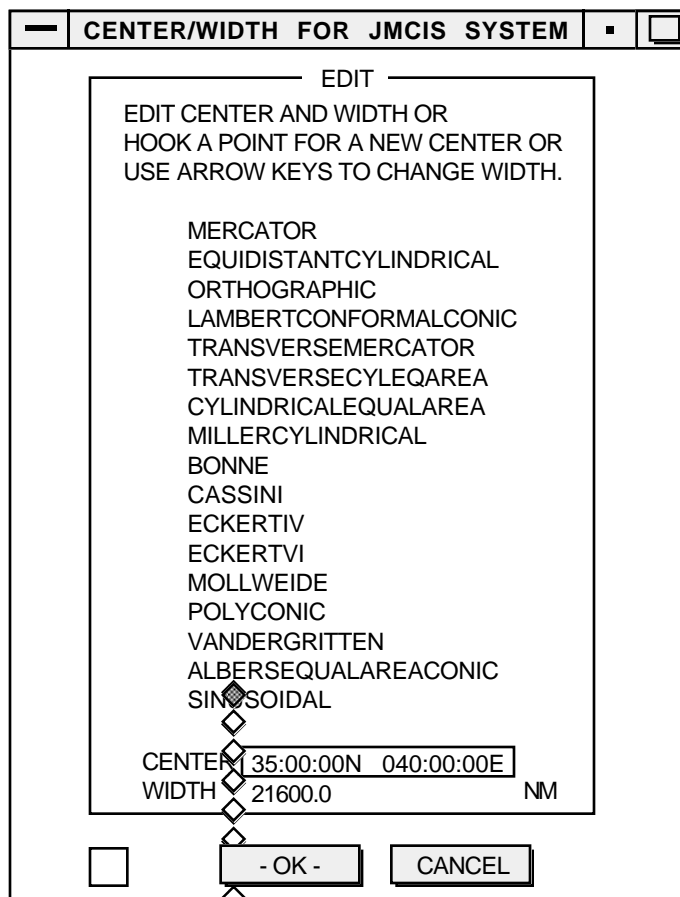 CENTER/WIDTH FOR JMCIS SYSTEM
EDIT
EDIT CENTER AND WIDTH OR
HOOK A POINT FOR A NEW CENTER OR
USE ARROW KEYS TO CHANGE WIDTH.
MERCATOR
EQUIDISTANTCYLINDRICAL
ORTHOGRAPHIC
LAMBERTCONFORMALCONIC
TRANSVERSEMERCATOR
TRANSVERSECYLEQAREA
CYLINDRICALEQUALAREA
MILLERCYLINDRICAL
BONNE
CASSINI
ECKERTIV
ECKERTVI
MOLLWEIDE
POLYCONIC
VANDERGRITTEN
ALBERSEQUALAREACONIC
SINUSOIDAL
CENTER 35:00:00N 040:00:00E
WIDTH 21600.0 NM
- OK - CANCEL